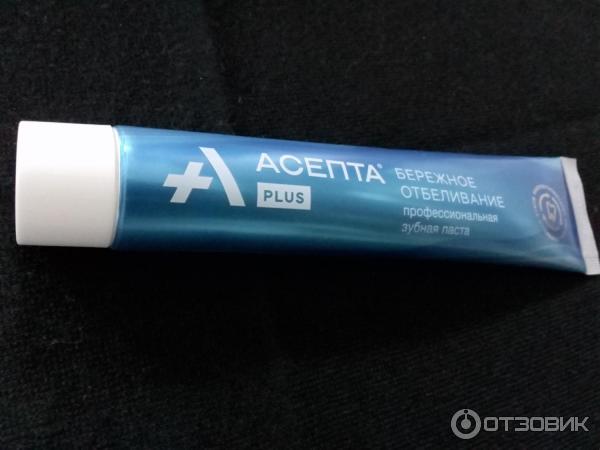 АСЕПТА®
PLUS
БЕРЕЖНОЕ
ОТБЕЛИВАНИЕ
профессиональная
зубная паста
ОТЗОВИК